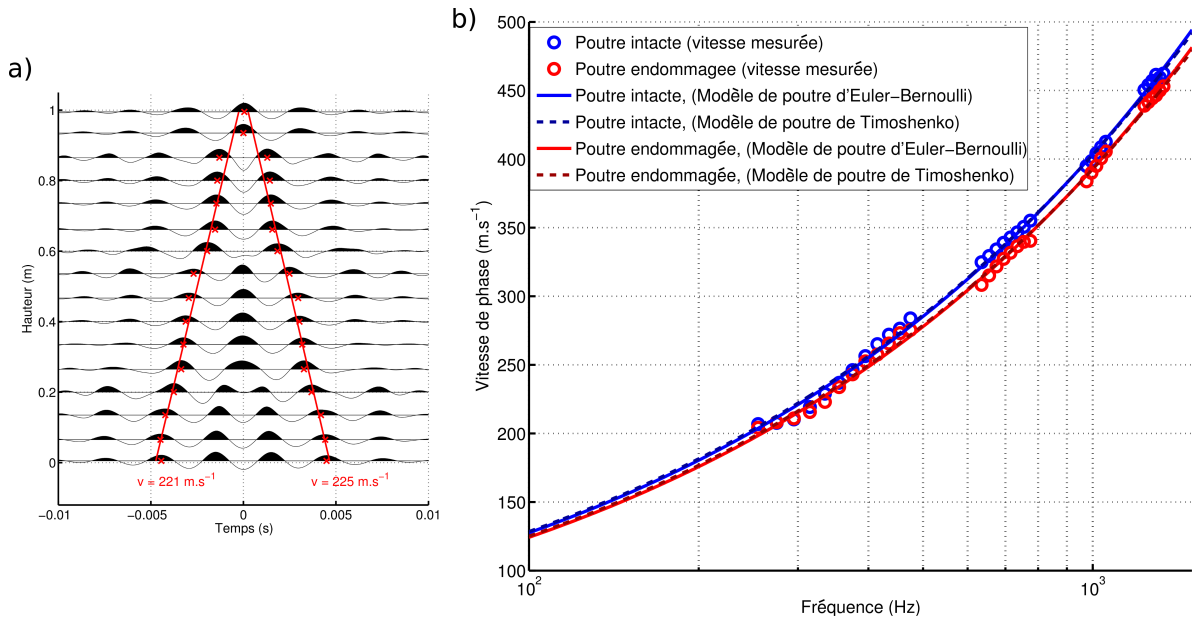 a)
1
0.8
0.6
0.4
0.2
0
Hauteur (m)
v = 221 m.s−1
v = 225 m.s−1
−0.01
−0.005
0
0.005
0.01
Temps (s)
b)
500
450
400
350
300
250
200
150
100
Vitesse de phase (m.s−1)
Poutre intacte (vitesse mesurée)
Poutre endommagee (vitesse mesurée)
Poutre intacte, (Modèle de poutre d'Euler−Bernoulli)
Poutre intacte, (Modèle de poutre de Timoshenko)
Poutre endommagée, (Modèle de poutre d'Euler−Bernoulli)
Poutre endommagée, (Modèle de poutre de Timoshenko)
10²
10³
Fréquence (Hz)